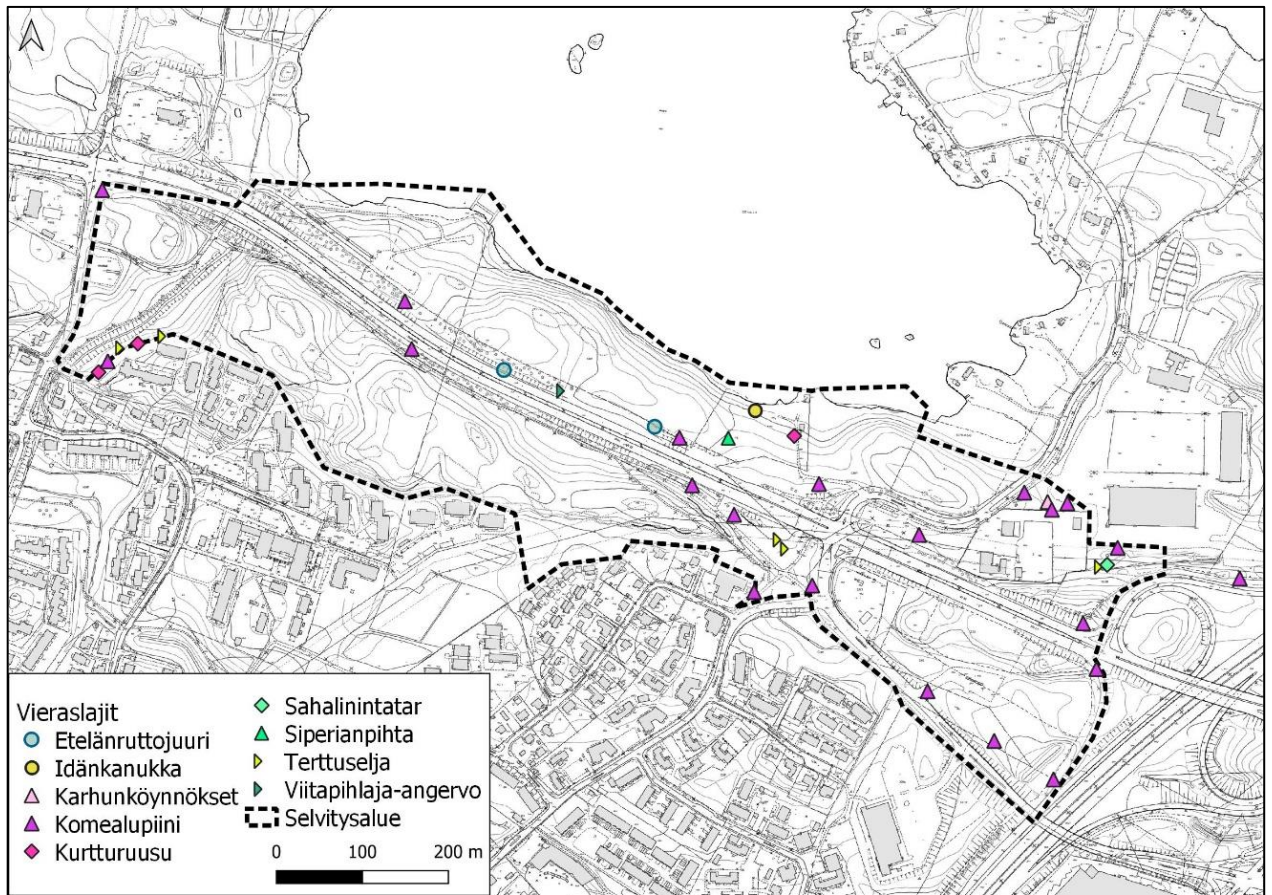 Vieraslajit
Etelänruttojuuri
Idänkanukka
Karhunköynnökset
Komealupiini
Kurtturuusu
Sahalinintatar
Siperianpihta
Terttuselja
Viitapihlaja-angervo
Selvitysalue
0 100 200 m